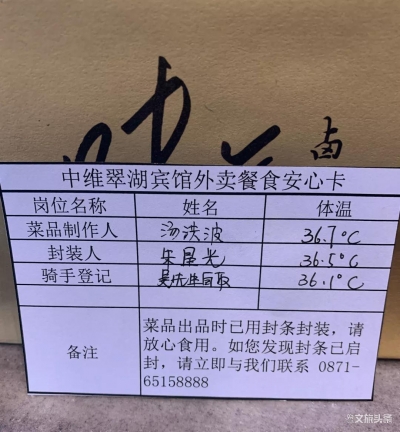 卤
中维翠湖宾馆外卖餐食安心卡
岗位名称 姓名 体温
菜品制作人 汤洪波 36.7°C
封装人 朱星光 36.5°C
骑手登记 36.1°C
备注
菜品出品时已用封条封装，请
放心食用。如您发现封条已启
封，请立即与我们联系 0871-
65158888
@文旅头条